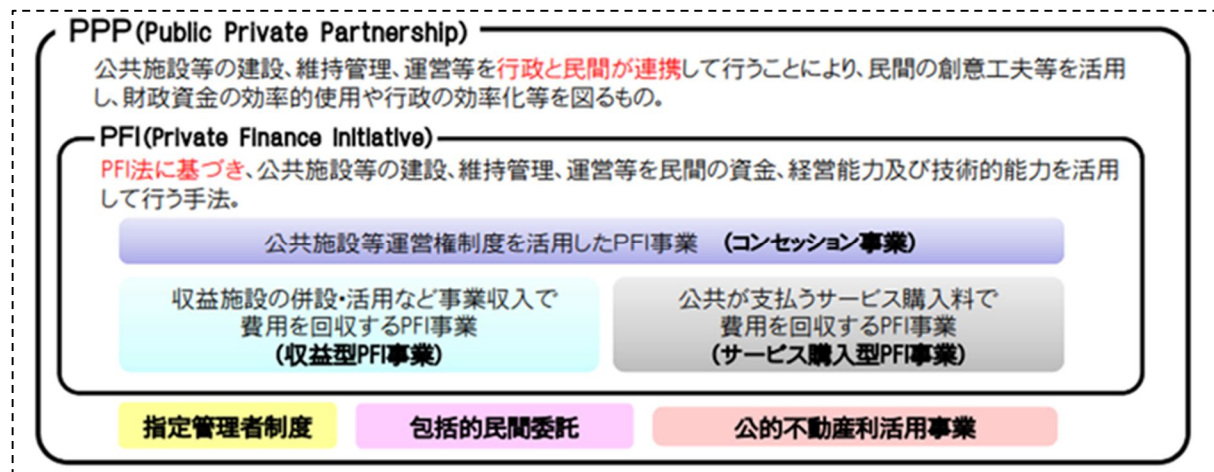 PPP(Public Private Partnership)
公共施設等の建設、維持管理、運営等を行政と民間が連携して行うことにより、民間の創意工夫等を活用
し、財政資金の効率的使用や行政の効率化等を図るもの。
PFI(Private Finance Initiative)
PFI法に基づき、公共施設等の建設、維持管理、運営等を民間の資金、経営能力及び技術的能力を活用
して行う手法。
公共施設等運営権制度を活用したPFI事業 (コンセッション事業)
収益施設の併設・活用など事業収入で
費用を回収するPFI事業
(収益型PFI事業)
公共が支払うサービス購入料で
費用を回収するPFI事業
(サービス購入型PFI事業)
指定管理者制度
包括的民間委託
公的不動産利活用事業